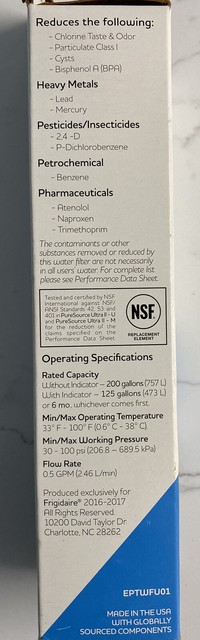 Reduces the following:
- Chlorine Taste & Odor
- Particulate Class I
- Cysts
- Bisphenol A (BPA)
Heavy Metals
- Lead
- Mercury
Pesticides/Insecticides
- 2,4 -D
- P-Dichlorobenzene
Petrochemical
- Benzene
Pharmaceuticals
- Atenolol
- Naproxen
- Trimethoprim
The contaminants or other
substances removed or reduced by
this water filter are not necessarily
in all users' water. For complete list,
please see Performance Data Sheet.
Tested and certified by NSF
International against NSF/
ANSI Standards 42, 53 and
401 in PureSource Ultra II - U
and PureSource Ultra II - M
for the reduction of the
claims specified on the
Performance Data Sheet.
NSF.
REPLACEMENT
ELEMENT
Operating Specifications
Rated Capacity
Without Indicator – 200 gallons (757 L)
With Indicator – 125 gallons (473 L)
or 6 mo, whichever comes first.
Min/Max Operating Temperature
33° F - 100° F (0.6° C - 38° C)
Min/Max Working Pressure
30 - 100 psi (206.8 – 689.5 kPa)
Flow Rate
0.5 GPM (2.46 L/min)
Produced exclusively for
Frigidaire® 2016-2017
All Rights Reserved.
10200 David Taylor Dr
Charlotte, NC 28262
EPTWFU01
MADE IN THE USA
WITH GLOBALLY
SOURCED COMPONENTS